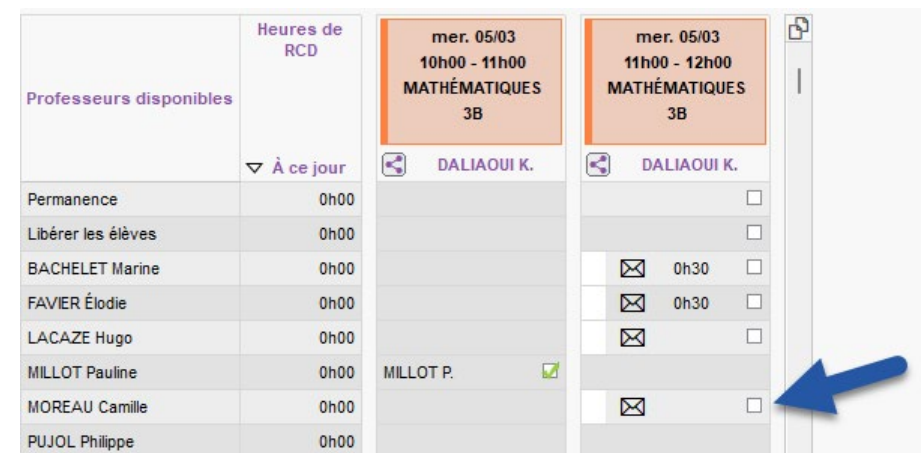 Professeurs disponibles
Heures de
RCD
À ce jour
mer. 05/03
10h00 - 11h00
MATHÉMATIQUES
3B
DALIAOUI K.
mer. 05/03
11h00 - 12h00
MATHÉMATIQUES
3B
DALIAOUI K.
Permanence 0h00
Libérer les élèves 0h00
BACHELET Marine 0h00 0h30
FAVIER Élodie 0h00 0h30
LACAZE Hugo 0h00
MILLOT Pauline 0h00 MILLOT P.
MOREAU Camille 0h00
PUJOL Philippe 0h00